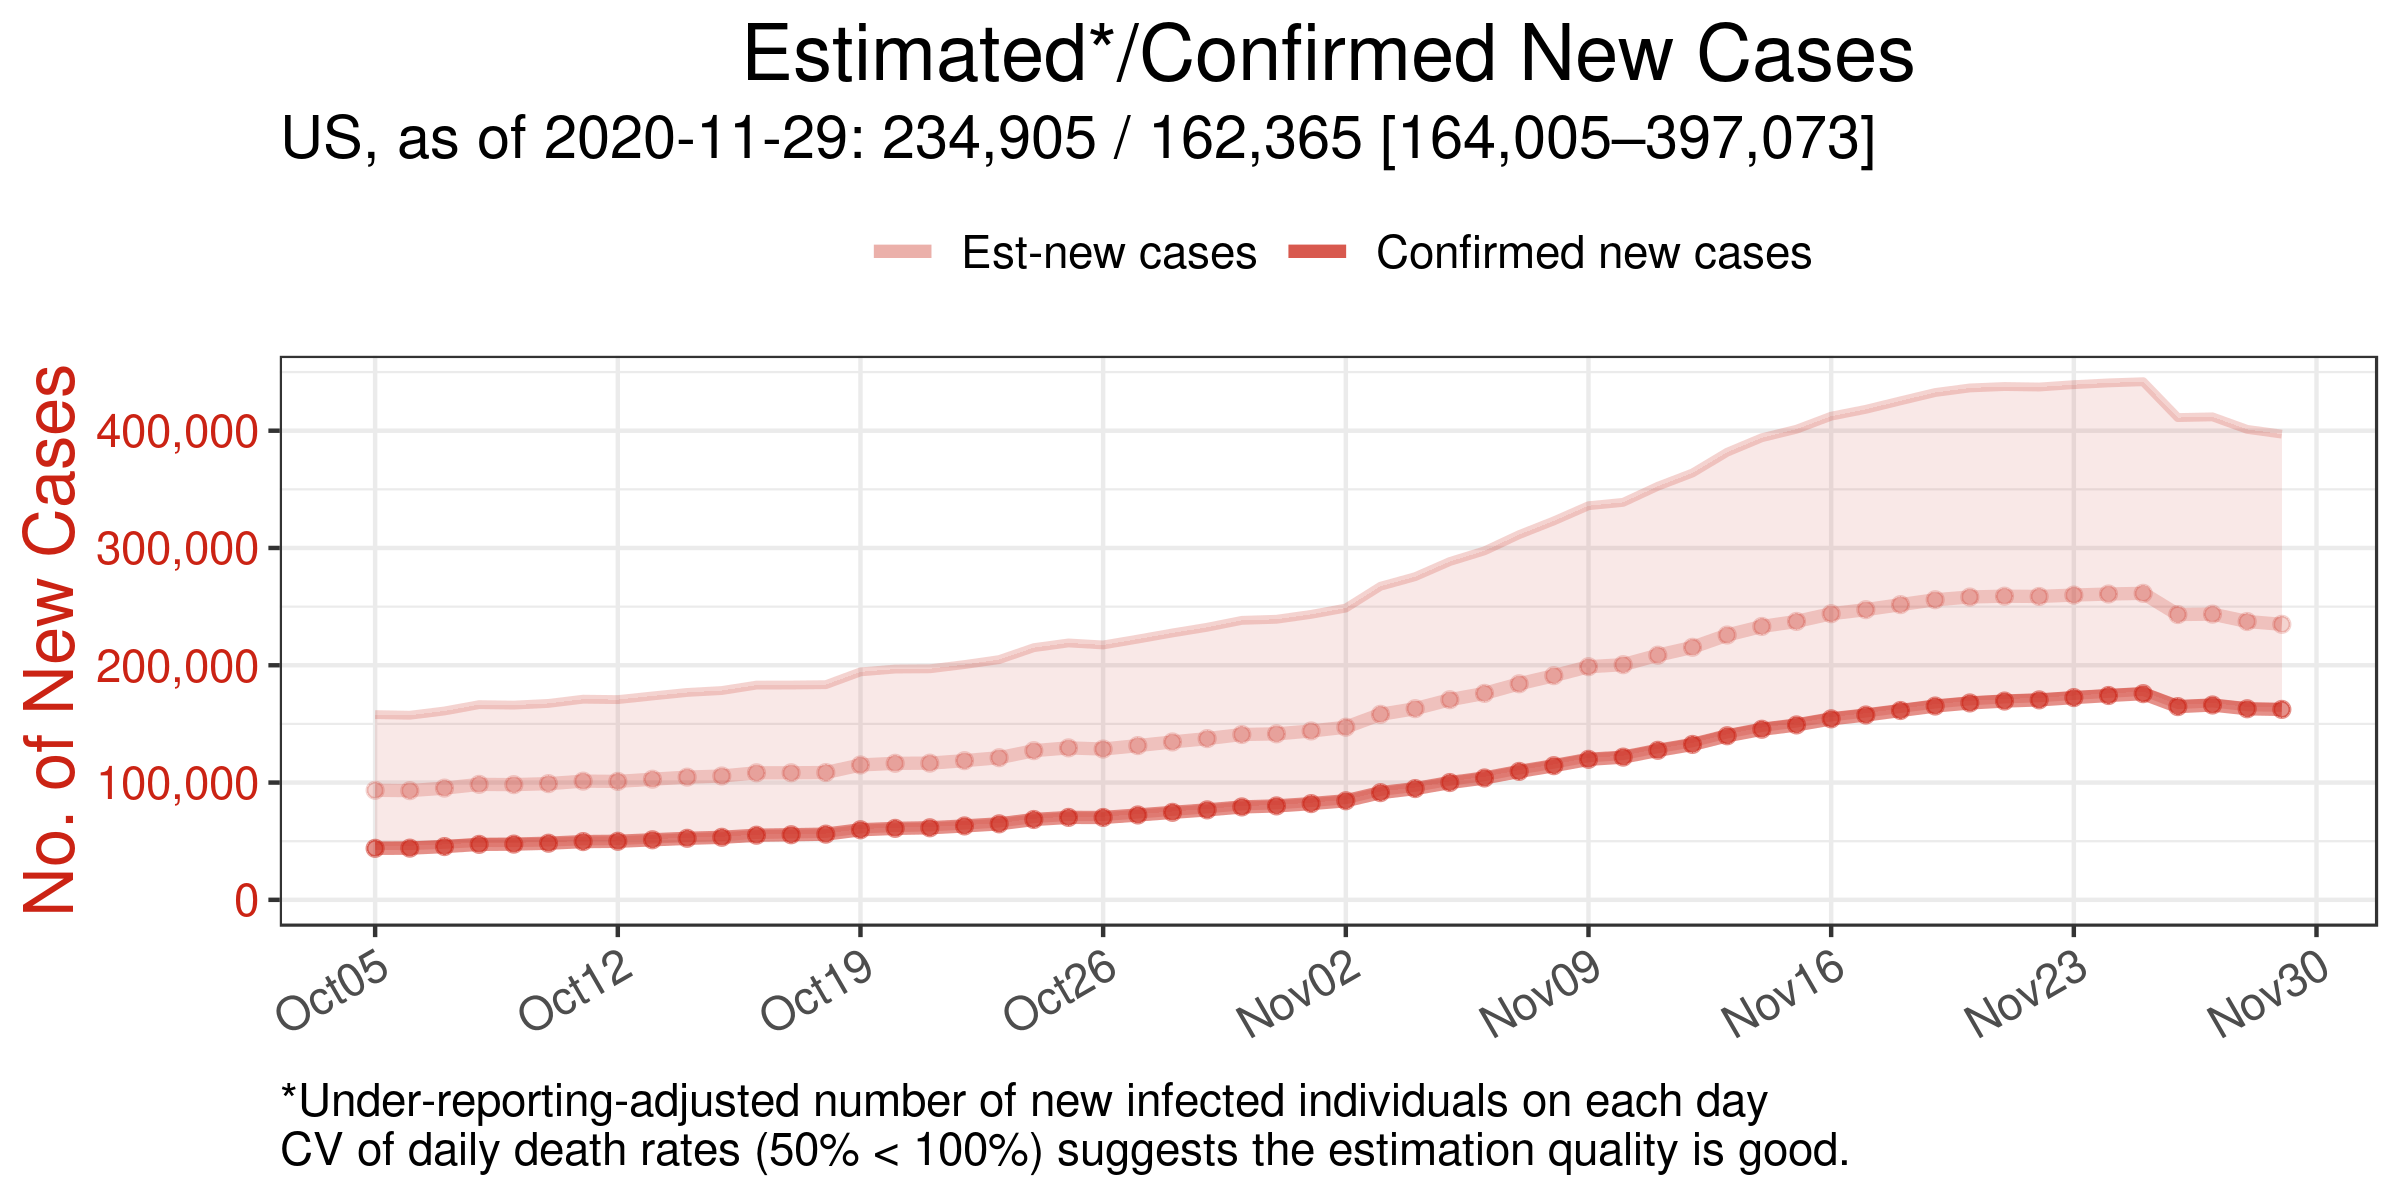 Estimated*/Confirmed New Cases
US, as of 2020-11-29: 234,905 / 162,365 [164,005–397,073]
Est-new cases
Confirmed new cases
No. of New Cases
400,000
300,000
200,000
100,000
0
Oct05
Oct12
Oct19
Oct26
Nov02
Nov09
Nov16
Nov23
Nov30
*Under-reporting-adjusted number of new infected individuals on each day
CV of daily death rates (50% < 100%) suggests the estimation quality is good.